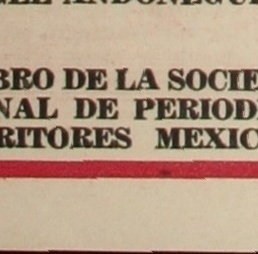 BRO DE LA SOCIE
NAL DE PERIOD
RITORES MEXIC